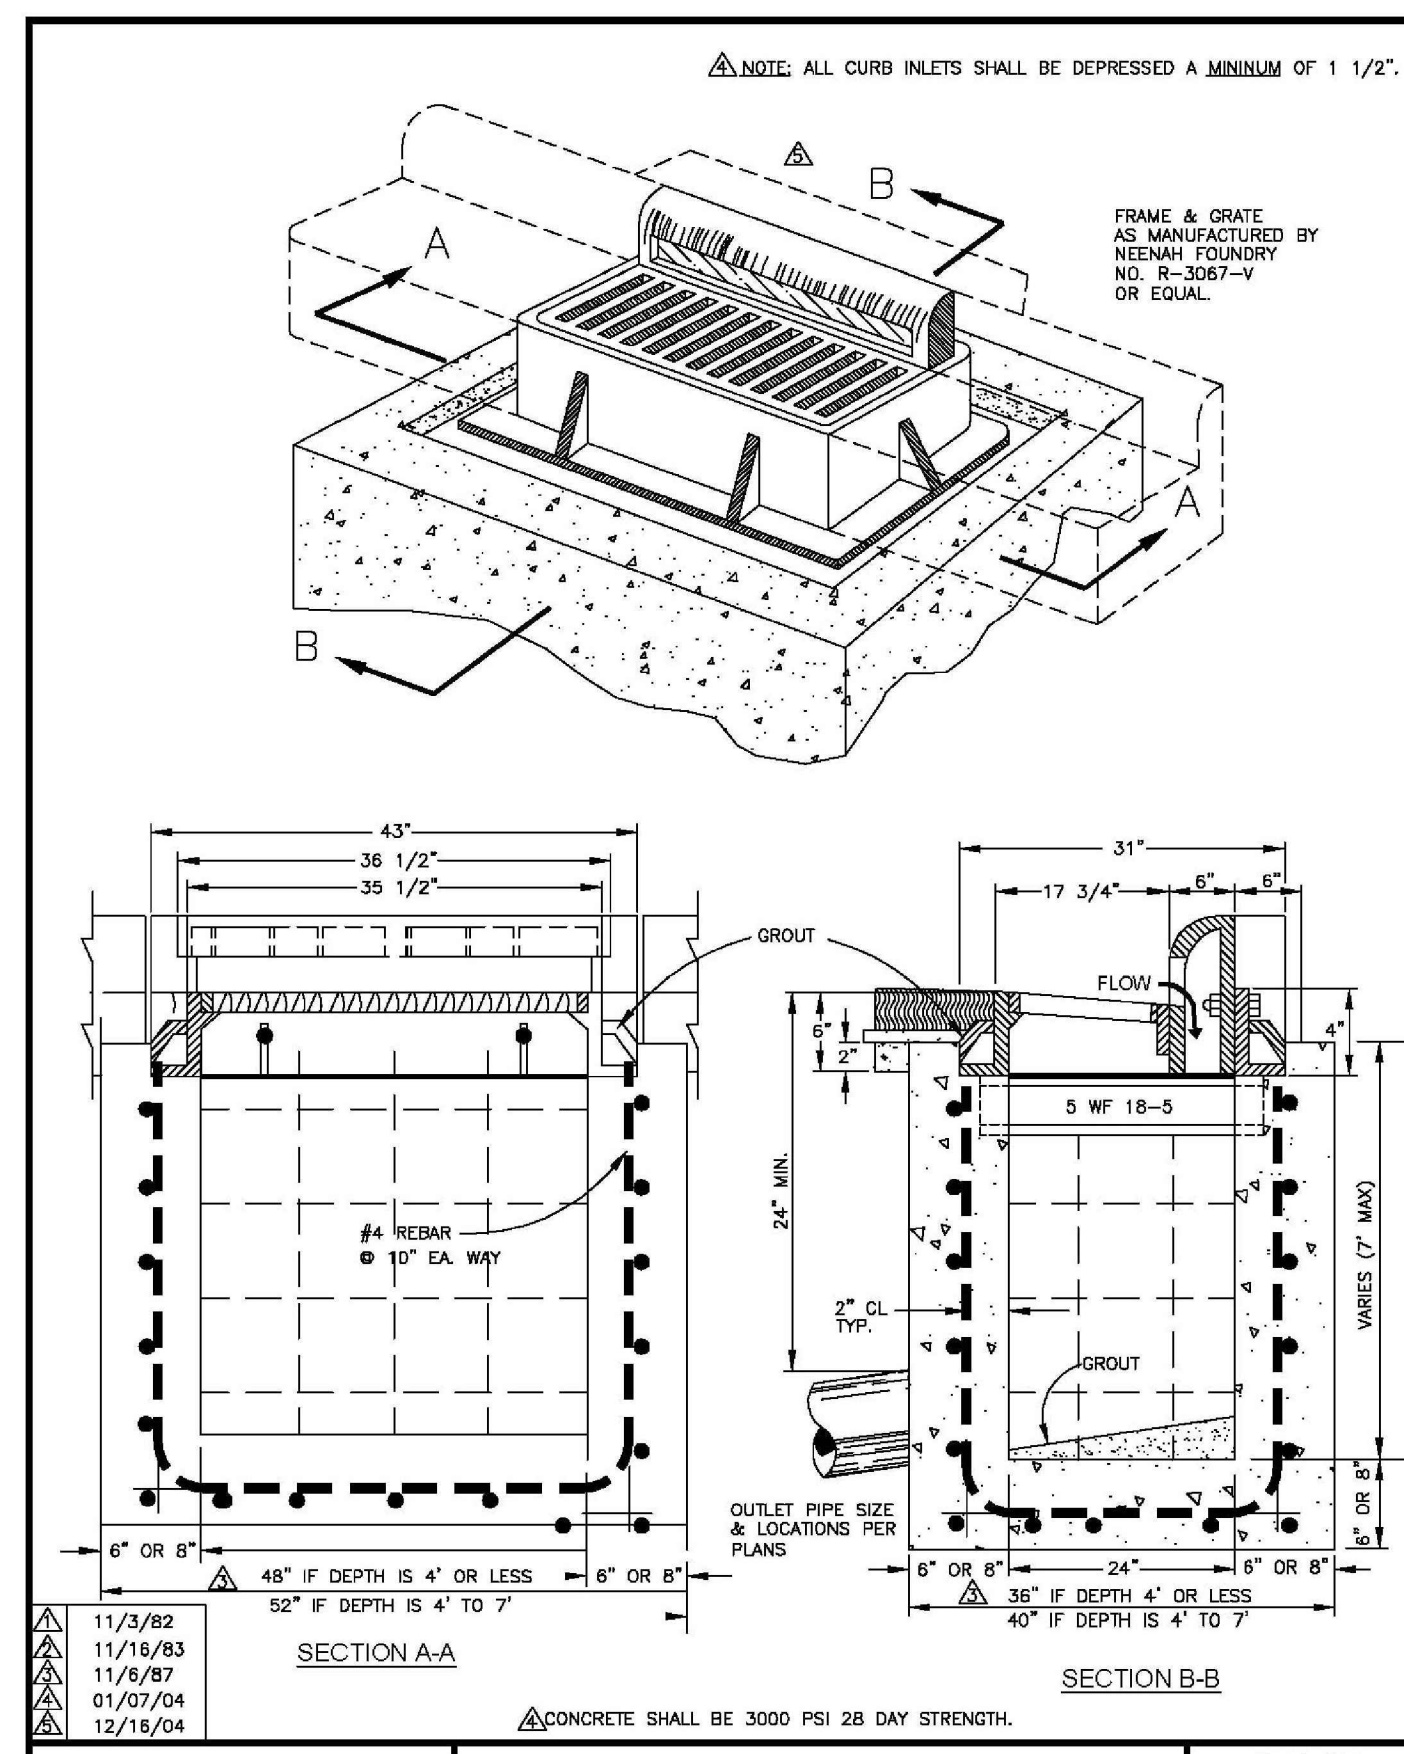 4 NOTE: ALL CURB INLETS SHALL BE DEPRESSED A MININUM OF 1 1/2".
5
B
A
FRAME & GRATE
AS MANUFACTURED BY
NEENAH FOUNDRY
NO. R-3067-V
OR EQUAL.
A
B
43"
36 1/2"
35 1/2"
GROUT
#4 REBAR
@ 10" EA. WAY
6" OR 8"
3
48" IF DEPTH IS 4' OR LESS
6" OR 8"
52" IF DEPTH IS 4' TO 7'
SECTION A-A
31"
17 3/4"
6"
6"
FLOW
6"
2"
4"
5 WF 18-5
24" MIN.
VARIES (7' MAX)
2" CL
TYP.
GROUT
OUTLET PIPE SIZE
& LOCATIONS PER
PLANS
6" OR 8"
6" OR 8"
24"
6" OR 8"
3
36" IF DEPTH 4' OR LESS
40" IF DEPTH IS 4' TO 7'
SECTION B-B
1 11/3/82
2 11/16/83
3 11/6/87
4 01/07/04
5 12/16/04
4 CONCRETE SHALL BE 3000 PSI 28 DAY STRENGTH.